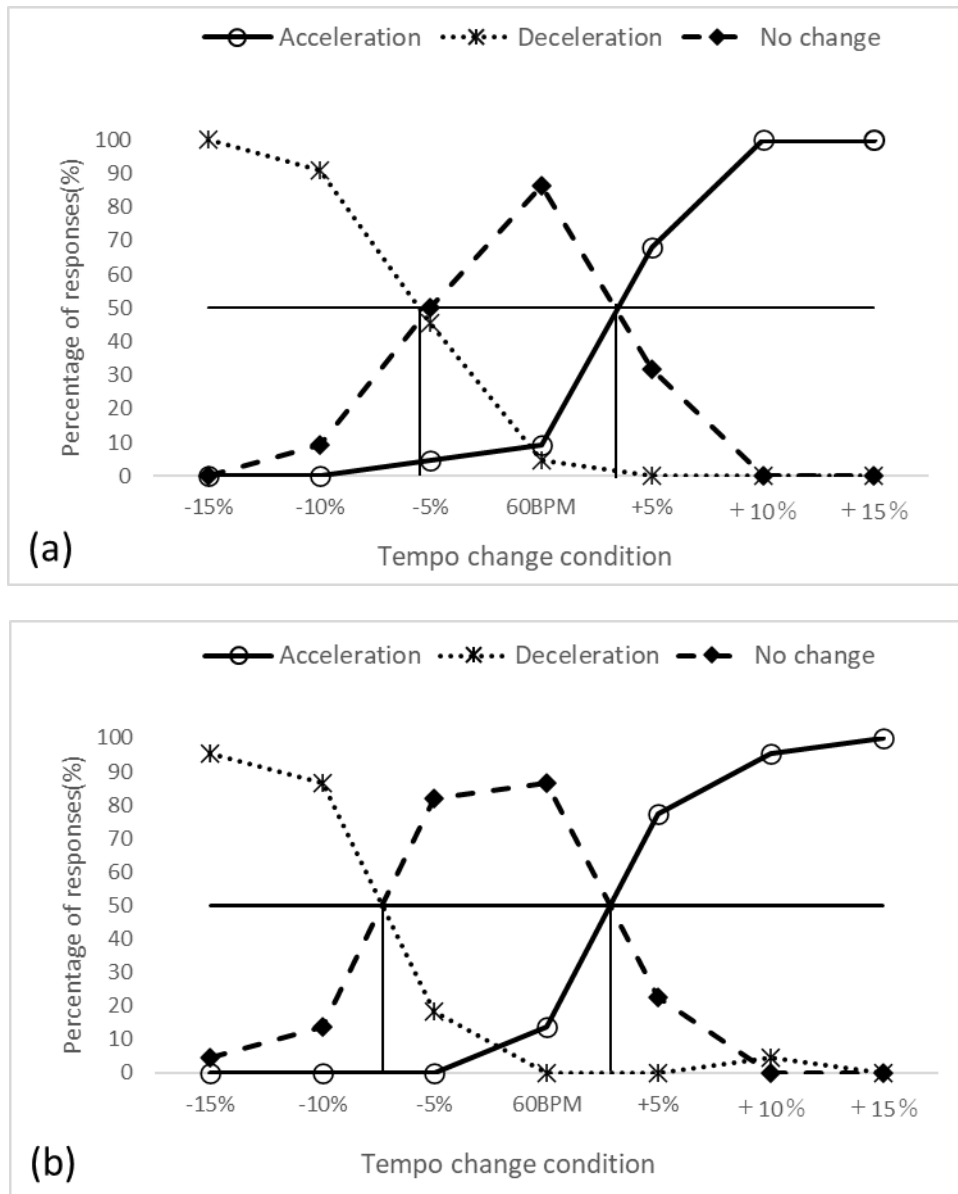 Acceleration Deceleration No change
100
90
80
70
60
50
40
30
20
10
0
Percentage of responses(%)
-15% -10% -5% 60BPM +5% ＋10% ＋15%
Tempo change condition
(a)
Acceleration Deceleration No change
100
90
80
70
60
50
40
30
20
10
0
Percentage of responses(%)
-15% -10% -5% 60BPM +5% ＋10% ＋15%
Tempo change condition
(b)